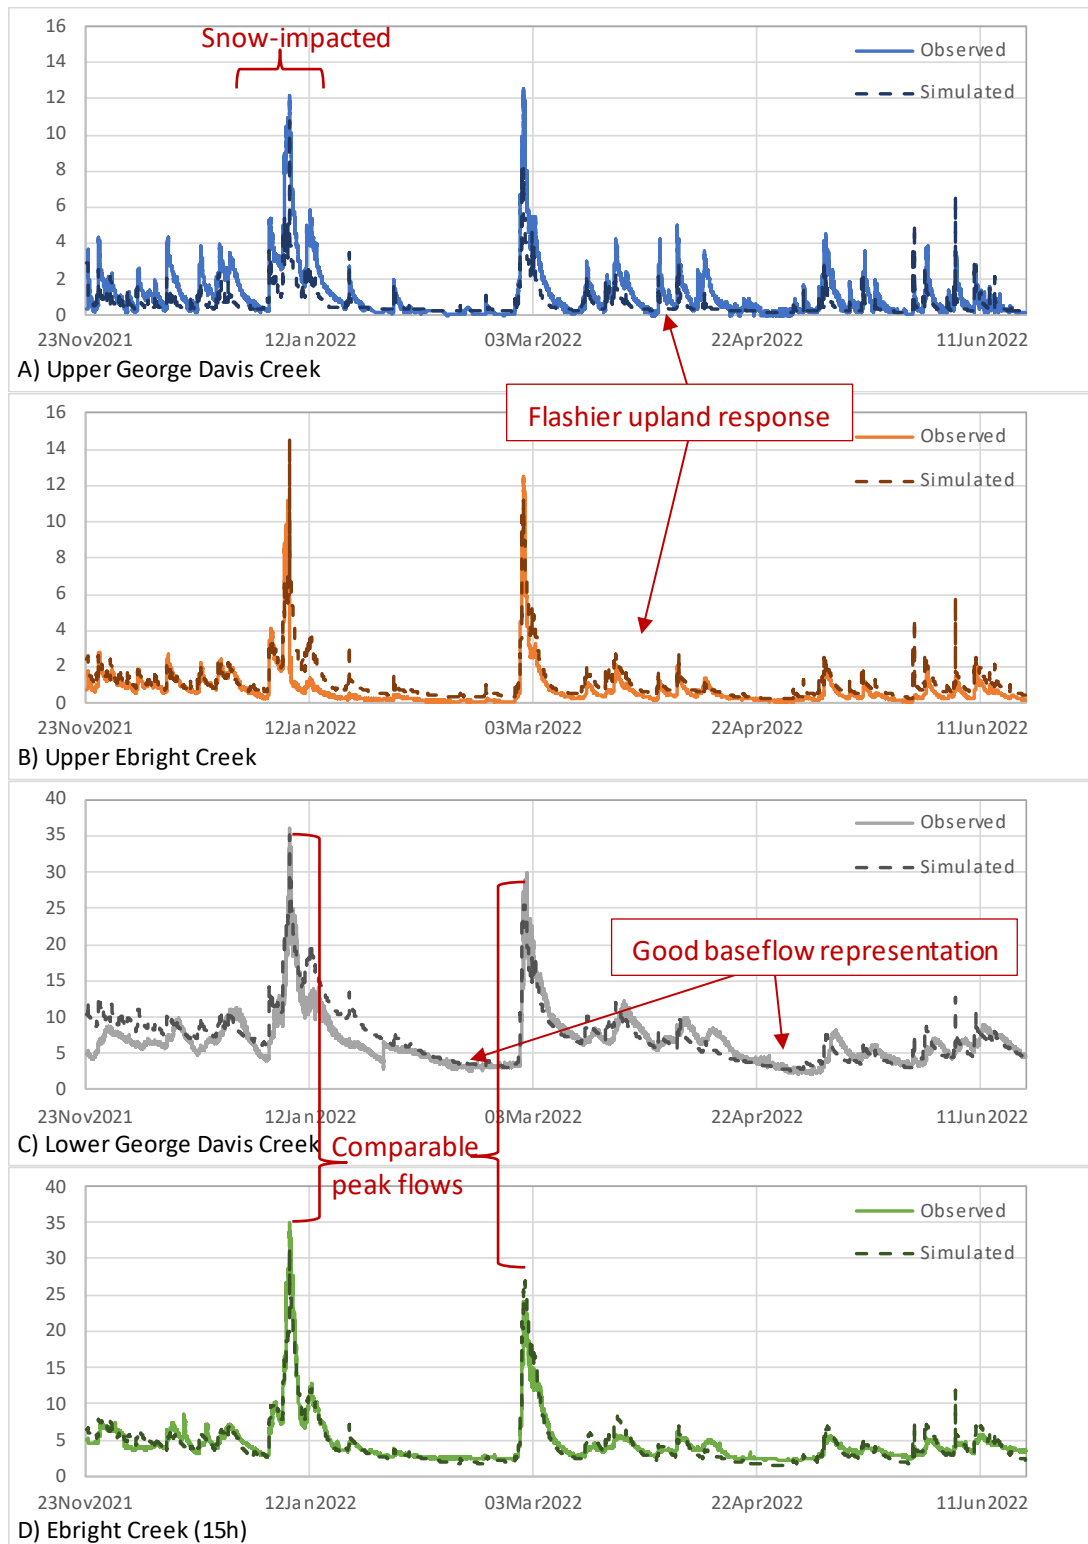 Snow-impacted
16
14
12
10
8
6
4
2
0
Observed
Simulated
23Nov2021 12Jan2022 03Mar2022 22Apr2022 11Jun2022
A) Upper George Davis Creek
Flashier upland response
16
14
12
10
8
6
4
2
0
Observed
Simulated
23Nov2021 12Jan2022 03Mar2022 22Apr2022 11Jun2022
B) Upper Ebright Creek
40
35
30
25
20
15
10
5
0
Observed
Simulated
Good baseflow representation
23Nov2021 12Jan2022 03Mar2022 22Apr2022 11Jun2022
C) Lower George Davis Creek
Comparable
peak flows
40
35
30
25
20
15
10
5
0
Observed
Simulated
23Nov2021 12Jan2022 03Mar2022 22Apr2022 11Jun2022
D) Ebright Creek (15h)